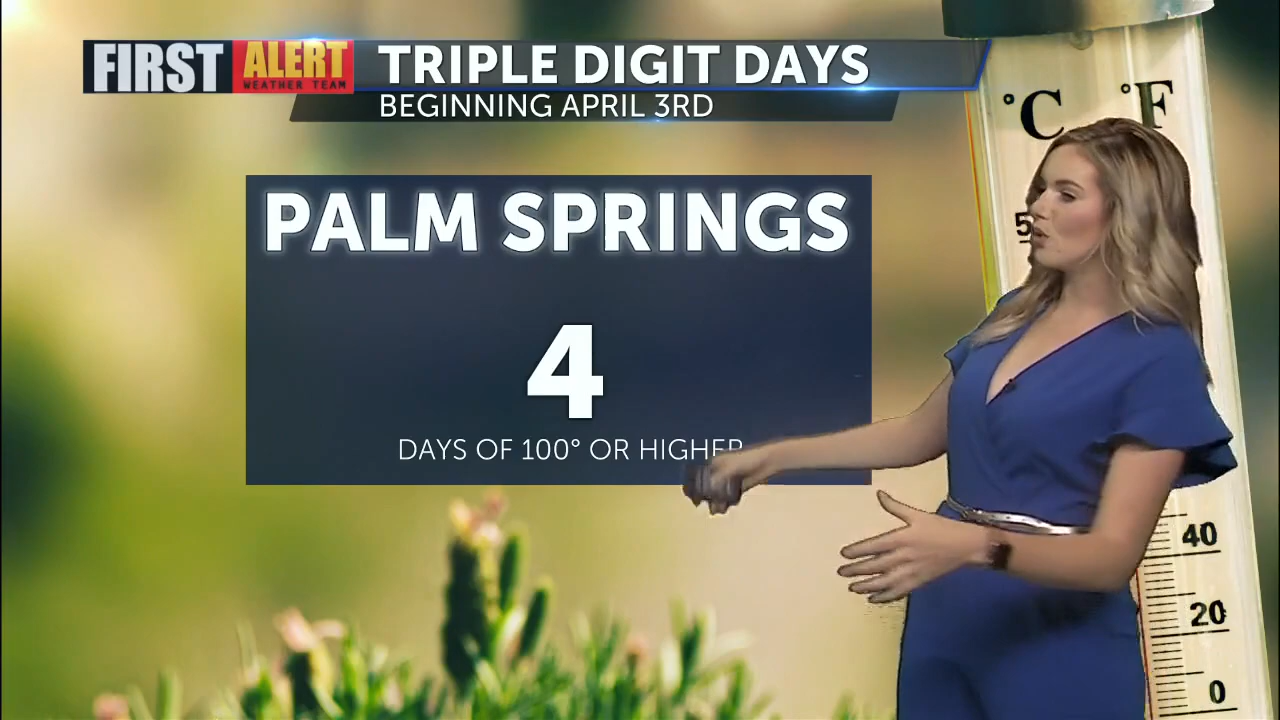 FIRST ALERT
WEATHER TEAM
TRIPLE DIGIT DAYS
BEGINNING APRIL 3RD
PALM SPRINGS
4
DAYS OF 100° OR HIGHER
°C °F
40
20
0